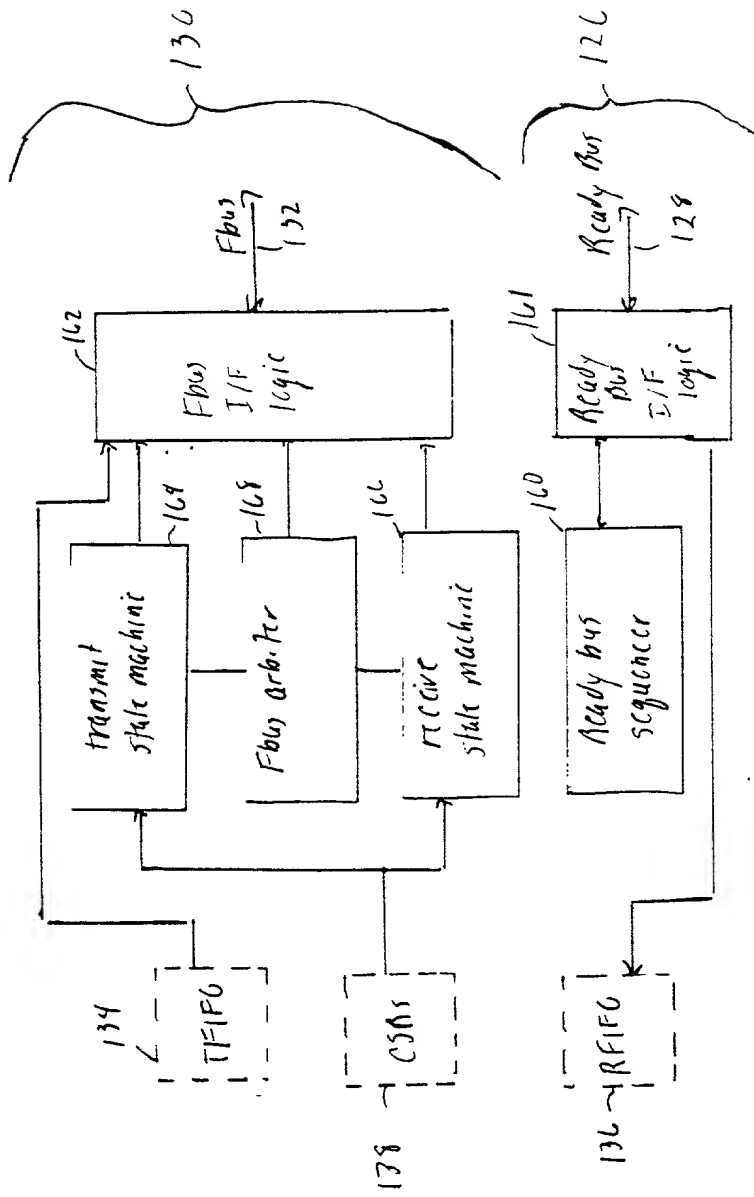 130
Fbus
132
162
Fbus
I/F
logic
164
transmit
state machine
168
Fbus arbiter
166
receive
state machine
134
TFIFO
CSRs
138
126
Ready Bus
128
161
Ready
Bus
I/F
logic
160
Ready bus
sequencer
136
RFIFO